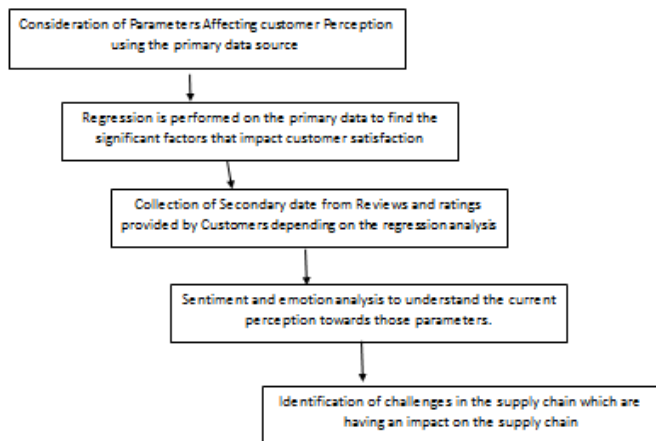 Consideration of Parameters Affecting customer Perception
using the primary data source
Regression is performed on the primary data to find the
significant factors that impact customer satisfaction
Collection of Secondary date from Reviews and ratings
provided by Customers depending on the regression analysis
Sentiment and emotion analysis to understand the current
perception towards those parameters.
Identification of challenges in the supply chain which are
having an impact on the supply chain